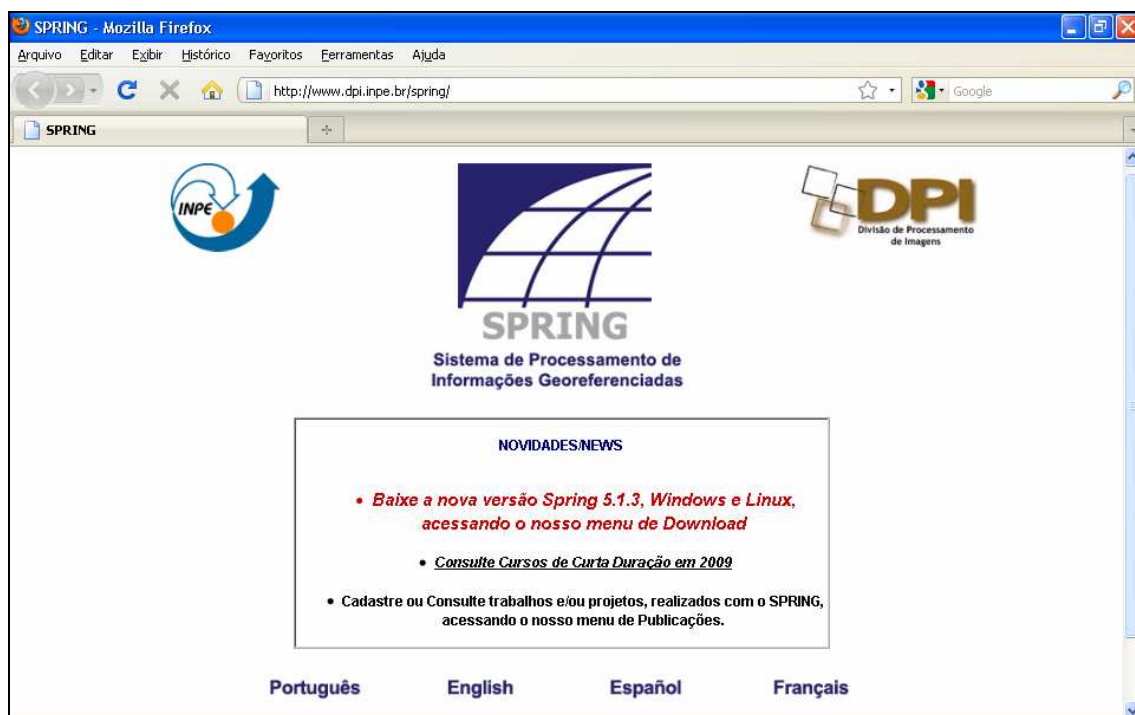 SPRING - Mozilla Firefox
Arquivo Editar Exibir Histórico Favoritos Ferramentas Ajuda
http://www.dpi.inpe.br/spring/
Google
SPRING
INPE
DPI
Divisão de Processamento
de Imagens
SPRING
Sistema de Processamento de
Informações Georeferenciadas
NOVIDADES/NEWS
• Baixe a nova versão Spring 5.1.3, Windows e Linux,
acessando o nosso menu de Download
• Consulte Cursos de Curta Duração em 2009
• Cadastre ou Consulte trabalhos e/ou projetos, realizados com o SPRING,
acessando o nosso menu de Publicações.
Português English Español Français